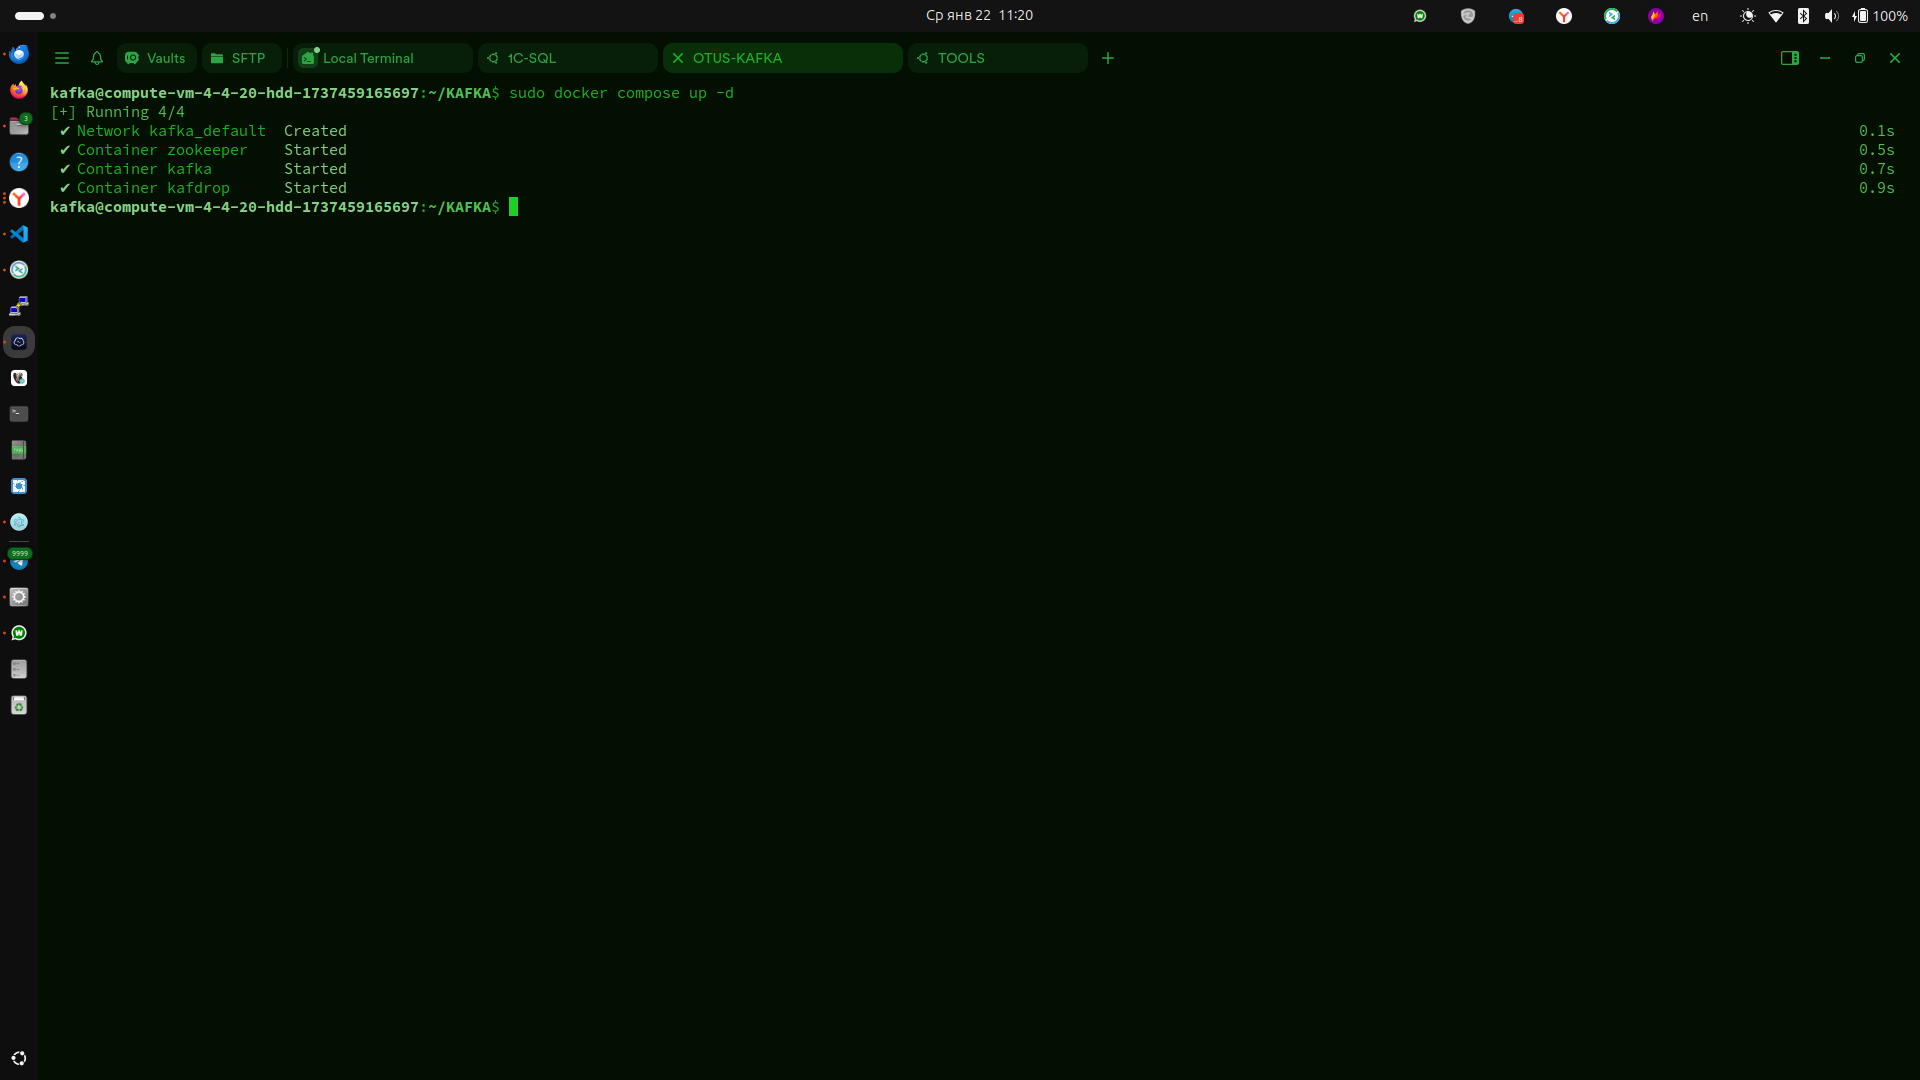 Ср янв 22 11:20
en
100%
Vaults
SFTP
Local Terminal
1C-SQL
OTUS-KAFKA
TOOLS
kafka@compute-vm-4-4-20-hdd-1737459165697:~/KAFKA$ sudo docker compose up -d
[+] Running 4/4
✔ Network kafka_default Created 0.1s
✔ Container zookeeper Started 0.5s
✔ Container kafka Started 0.7s
✔ Container kafdrop Started 0.9s
kafka@compute-vm-4-4-20-hdd-1737459165697:~/KAFKA$
3
9999